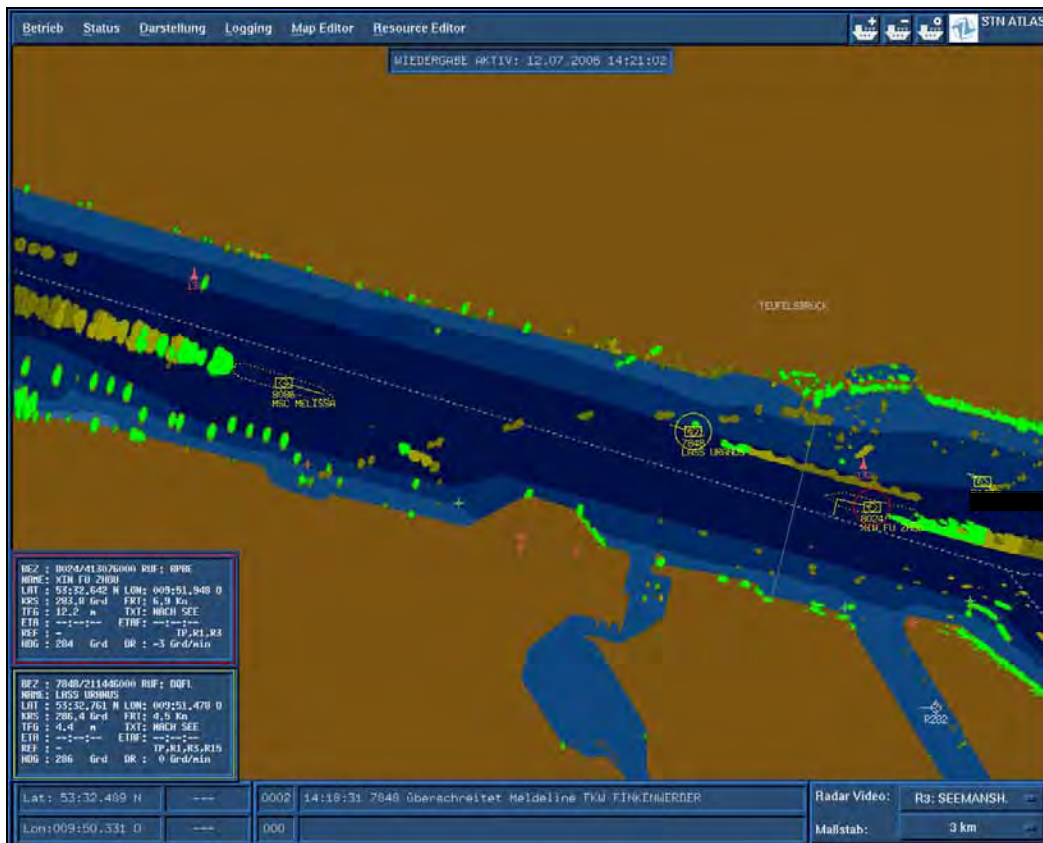 Betrieb Status Darstellung Logging Map Editor Resource Editor
STN ATLAS
WIEDERGABE AKTIV: 12.07.2006 14:21:02
TEUFELSBRÜCK
8086
MSC MELISSA
7848
LASS URANUS
8024
XIN FU ZHOU
R202
BEZ : 8024/413076000 RUF: BPBE
NAME: XIN FU ZHOU
LAT : 53:32.642 N LON: 009:51.948 O
KRS : 283,8 Grd FRT: 6,9 Kn
TFG : 12.2 m TXT: NACH SEE
ETA : --:--:-- ETAF: --:--:--
REF : - TP,R1,R3
HDG : 284 Grd DR : -3 Grd/min
BEZ : 7848/211446000 RUF: DQFL
NAME: LASS URANUS
LAT : 53:32.761 N LON: 009:51.478 O
KRS : 286,4 Grd FRT: 4,5 Kn
TFG : 4.4 m TXT: NACH SEE
ETA : --:--:-- ETAF: --:--:--
REF : - TP,R1,R3,R15
HDG : 286 Grd DR : 0 Grd/min
Lat: 53:32.489 N --- 0002 14:18:31 7848 überschreitet Meldeline FKW FINKENWERDER Radar Video: R3: SEEMANSH.
Lon:009:50.331 O --- 000 Maßstab: 3 km